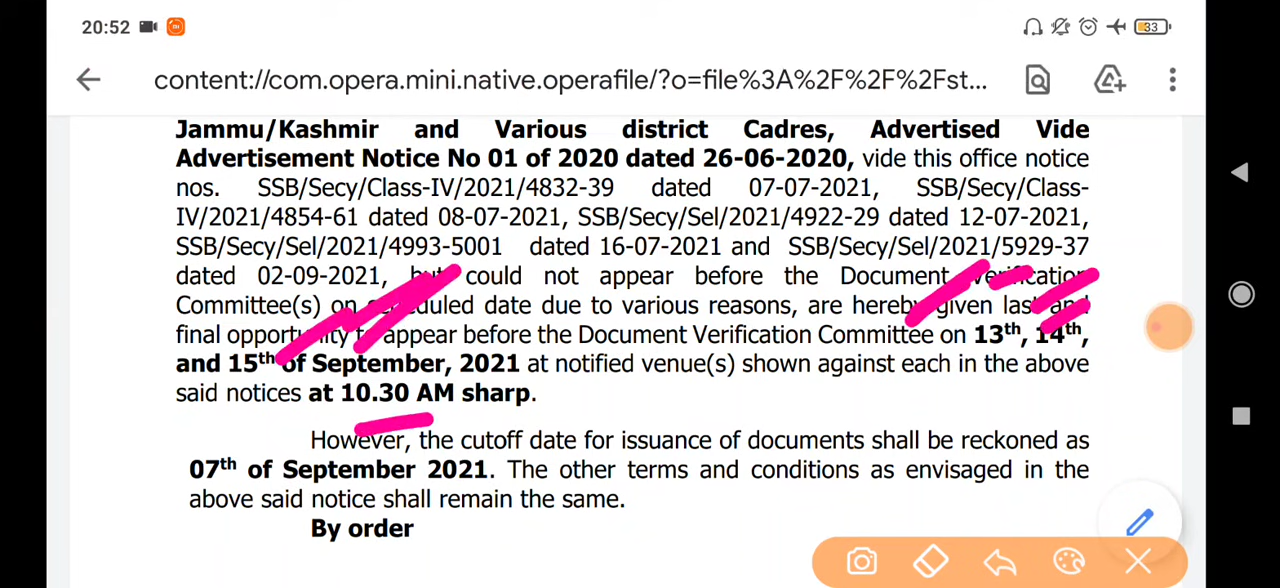 20:52
33
content://com.opera.mini.native.operafile/?o=file%3A%2F%2F%2Fst...
Jammu/Kashmir and Various district Cadres, Advertised Vide
Advertisement Notice No 01 of 2020 dated 26-06-2020, vide this office notice
nos. SSB/Secy/Class-IV/2021/4832-39 dated 07-07-2021, SSB/Secy/Class-
IV/2021/4854-61 dated 08-07-2021, SSB/Secy/Sel/2021/4922-29 dated 12-07-2021,
SSB/Secy/Sel/2021/4993-5001 dated 16-07-2021 and SSB/Secy/Sel/2021/5929-37
dated 02-09-2021, but could not appear before the Document Verification
Committee(s) on scheduled date due to various reasons, are hereby given last and
final opportunity to appear before the Document Verification Committee on 13th, 14th,
and 15th of September, 2021 at notified venue(s) shown against each in the above
said notices at 10.30 AM sharp.
However, the cutoff date for issuance of documents shall be reckoned as
07th of September 2021. The other terms and conditions as envisaged in the
above said notice shall remain the same.
By order